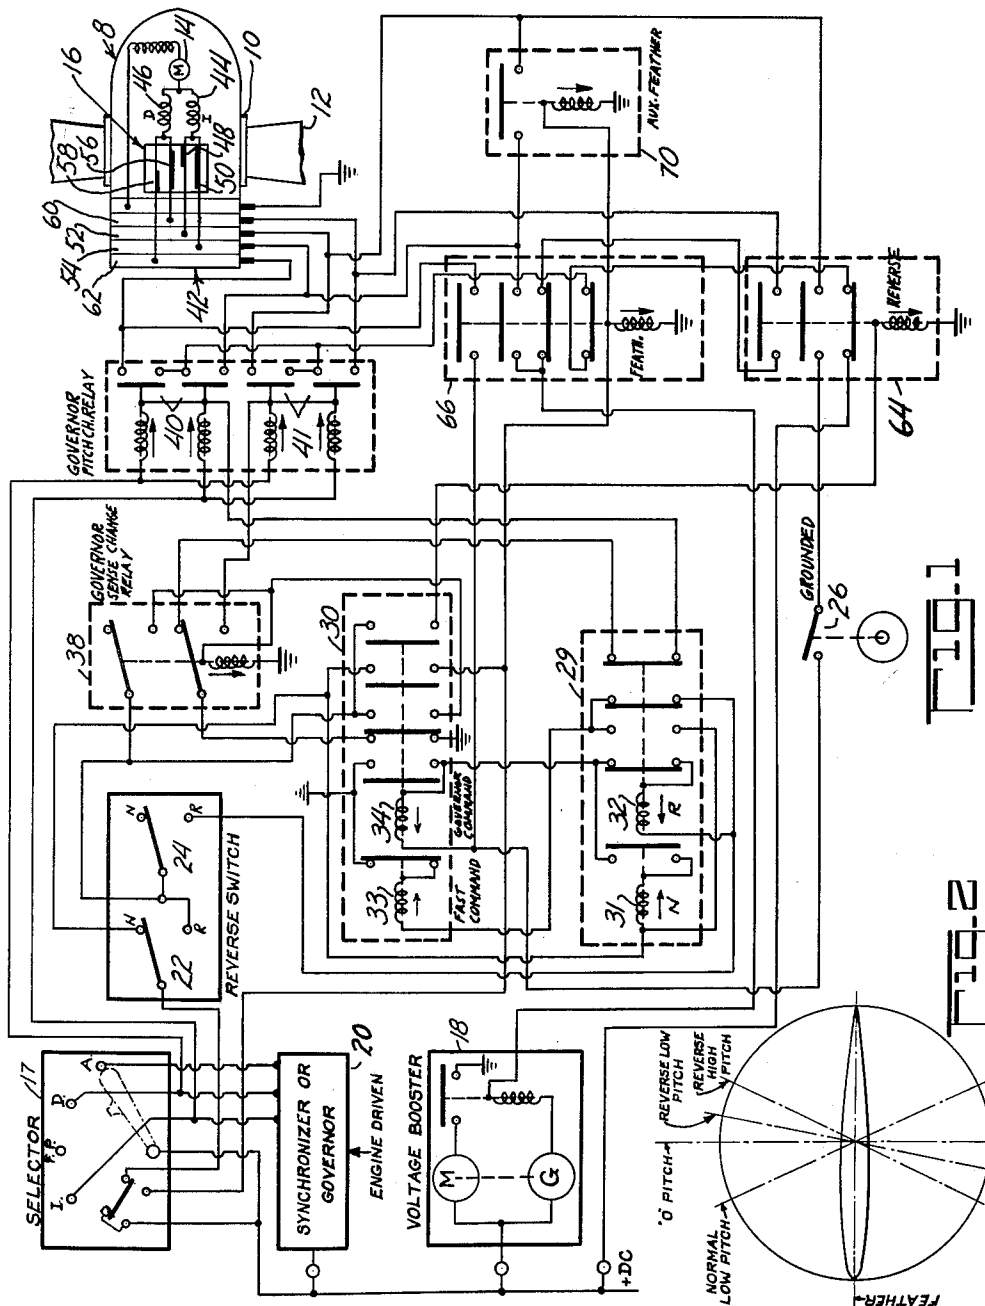 8
14
16
46
M
D
I
44
10
12
58
56
48
50
60
52
54
62
42
GOVERNOR
PITCH CH. RELAY
40
41
GOVERNOR
SENSE CHANGE
RELAY
38
AUX. FEATHER
70
66
FEATH.
REVERSE
64
30
33
34
FAST
COMMAND
GOVERNOR
COMMAND
29
31
N
32
R
GROUNDED
26
N
R
24
N
R
22
REVERSE SWITCH
SELECTOR
17
A
D.
F.P.
I.
SYNCHRONIZER OR
GOVERNOR
20
ENGINE DRIVEN
VOLTAGE BOOSTER
18
M
G
+DC
Fig. 1
Fig. 2
REVERSE LOW
PITCH
REVERSE
HIGH
PITCH
"O" PITCH
NORMAL
LOW PITCH
FEATHER